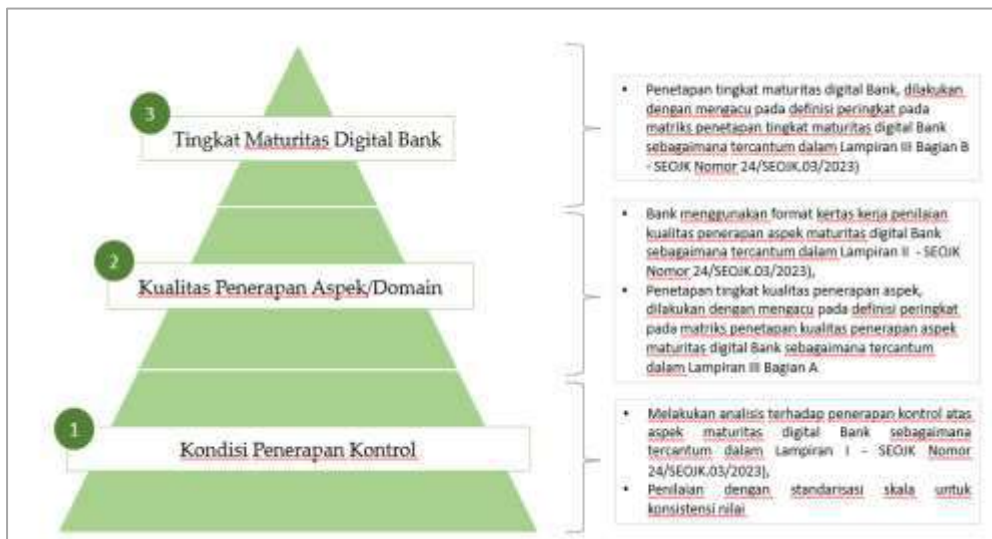 3
Tingkat Maturitas Digital Bank
• Penetapan tingkat maturitas digital Bank, dilakukan
dengan mengacu pada definisi peringkat pada
matriks penetapan tingkat maturitas digital Bank
sebagaimana tercantum dalam Lampiran III Bagian B
- SEOJK Nomor 24/SEOJK.03/2023)
2
Kualitas Penerapan Aspek/Domain
• Bank menggunakan format kertas kerja penilaian
kualitas penerapan aspek maturitas digital Bank
sebagaimana tercantum dalam Lampiran II - SEOJK
Nomor 24/SEOJK.03/2023),
• Penetapan tingkat kualitas penerapan aspek,
dilakukan dengan mengacu pada definisi peringkat
pada matriks penetapan kualitas penerapan aspek
maturitas digital Bank sebagaimana tercantum
dalam Lampiran III Bagian A
1
Kondisi Penerapan Kontrol
• Melakukan analisis terhadap penerapan kontrol atas
aspek maturitas digital Bank sebagaimana
tercantum dalam Lampiran I - SEOJK Nomor
24/SEOJK.03/2023),
• Penilaian dengan standarisasi skala untuk
konsistensi nilai